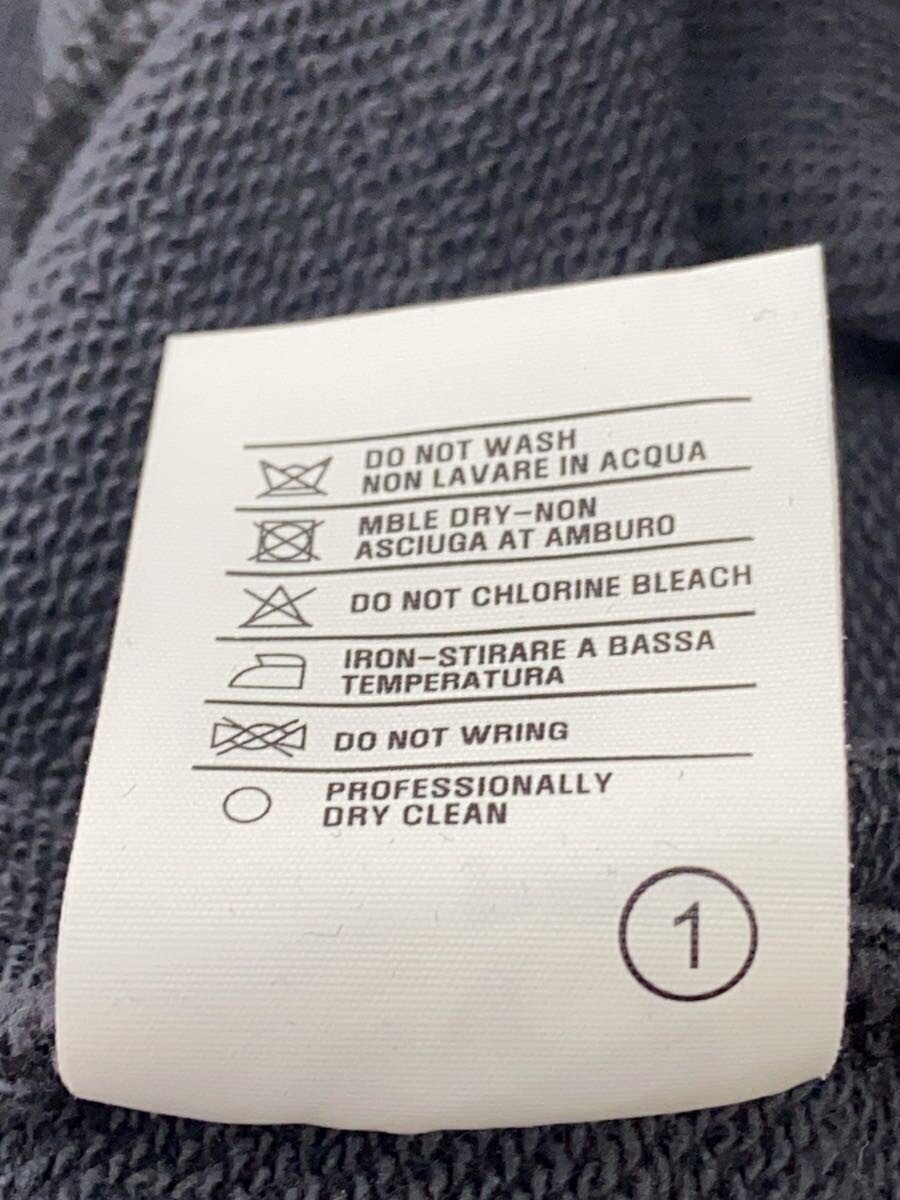 DO NOT WASH
NON LAVARE IN ACQUA
MBLE DRY-NON
ASCIUGA AT AMBURO
DO NOT CHLORINE BLEACH
IRON-STIRARE A BASSA
TEMPERATURA
DO NOT WRING
PROFESSIONALLY
DRY CLEAN
1